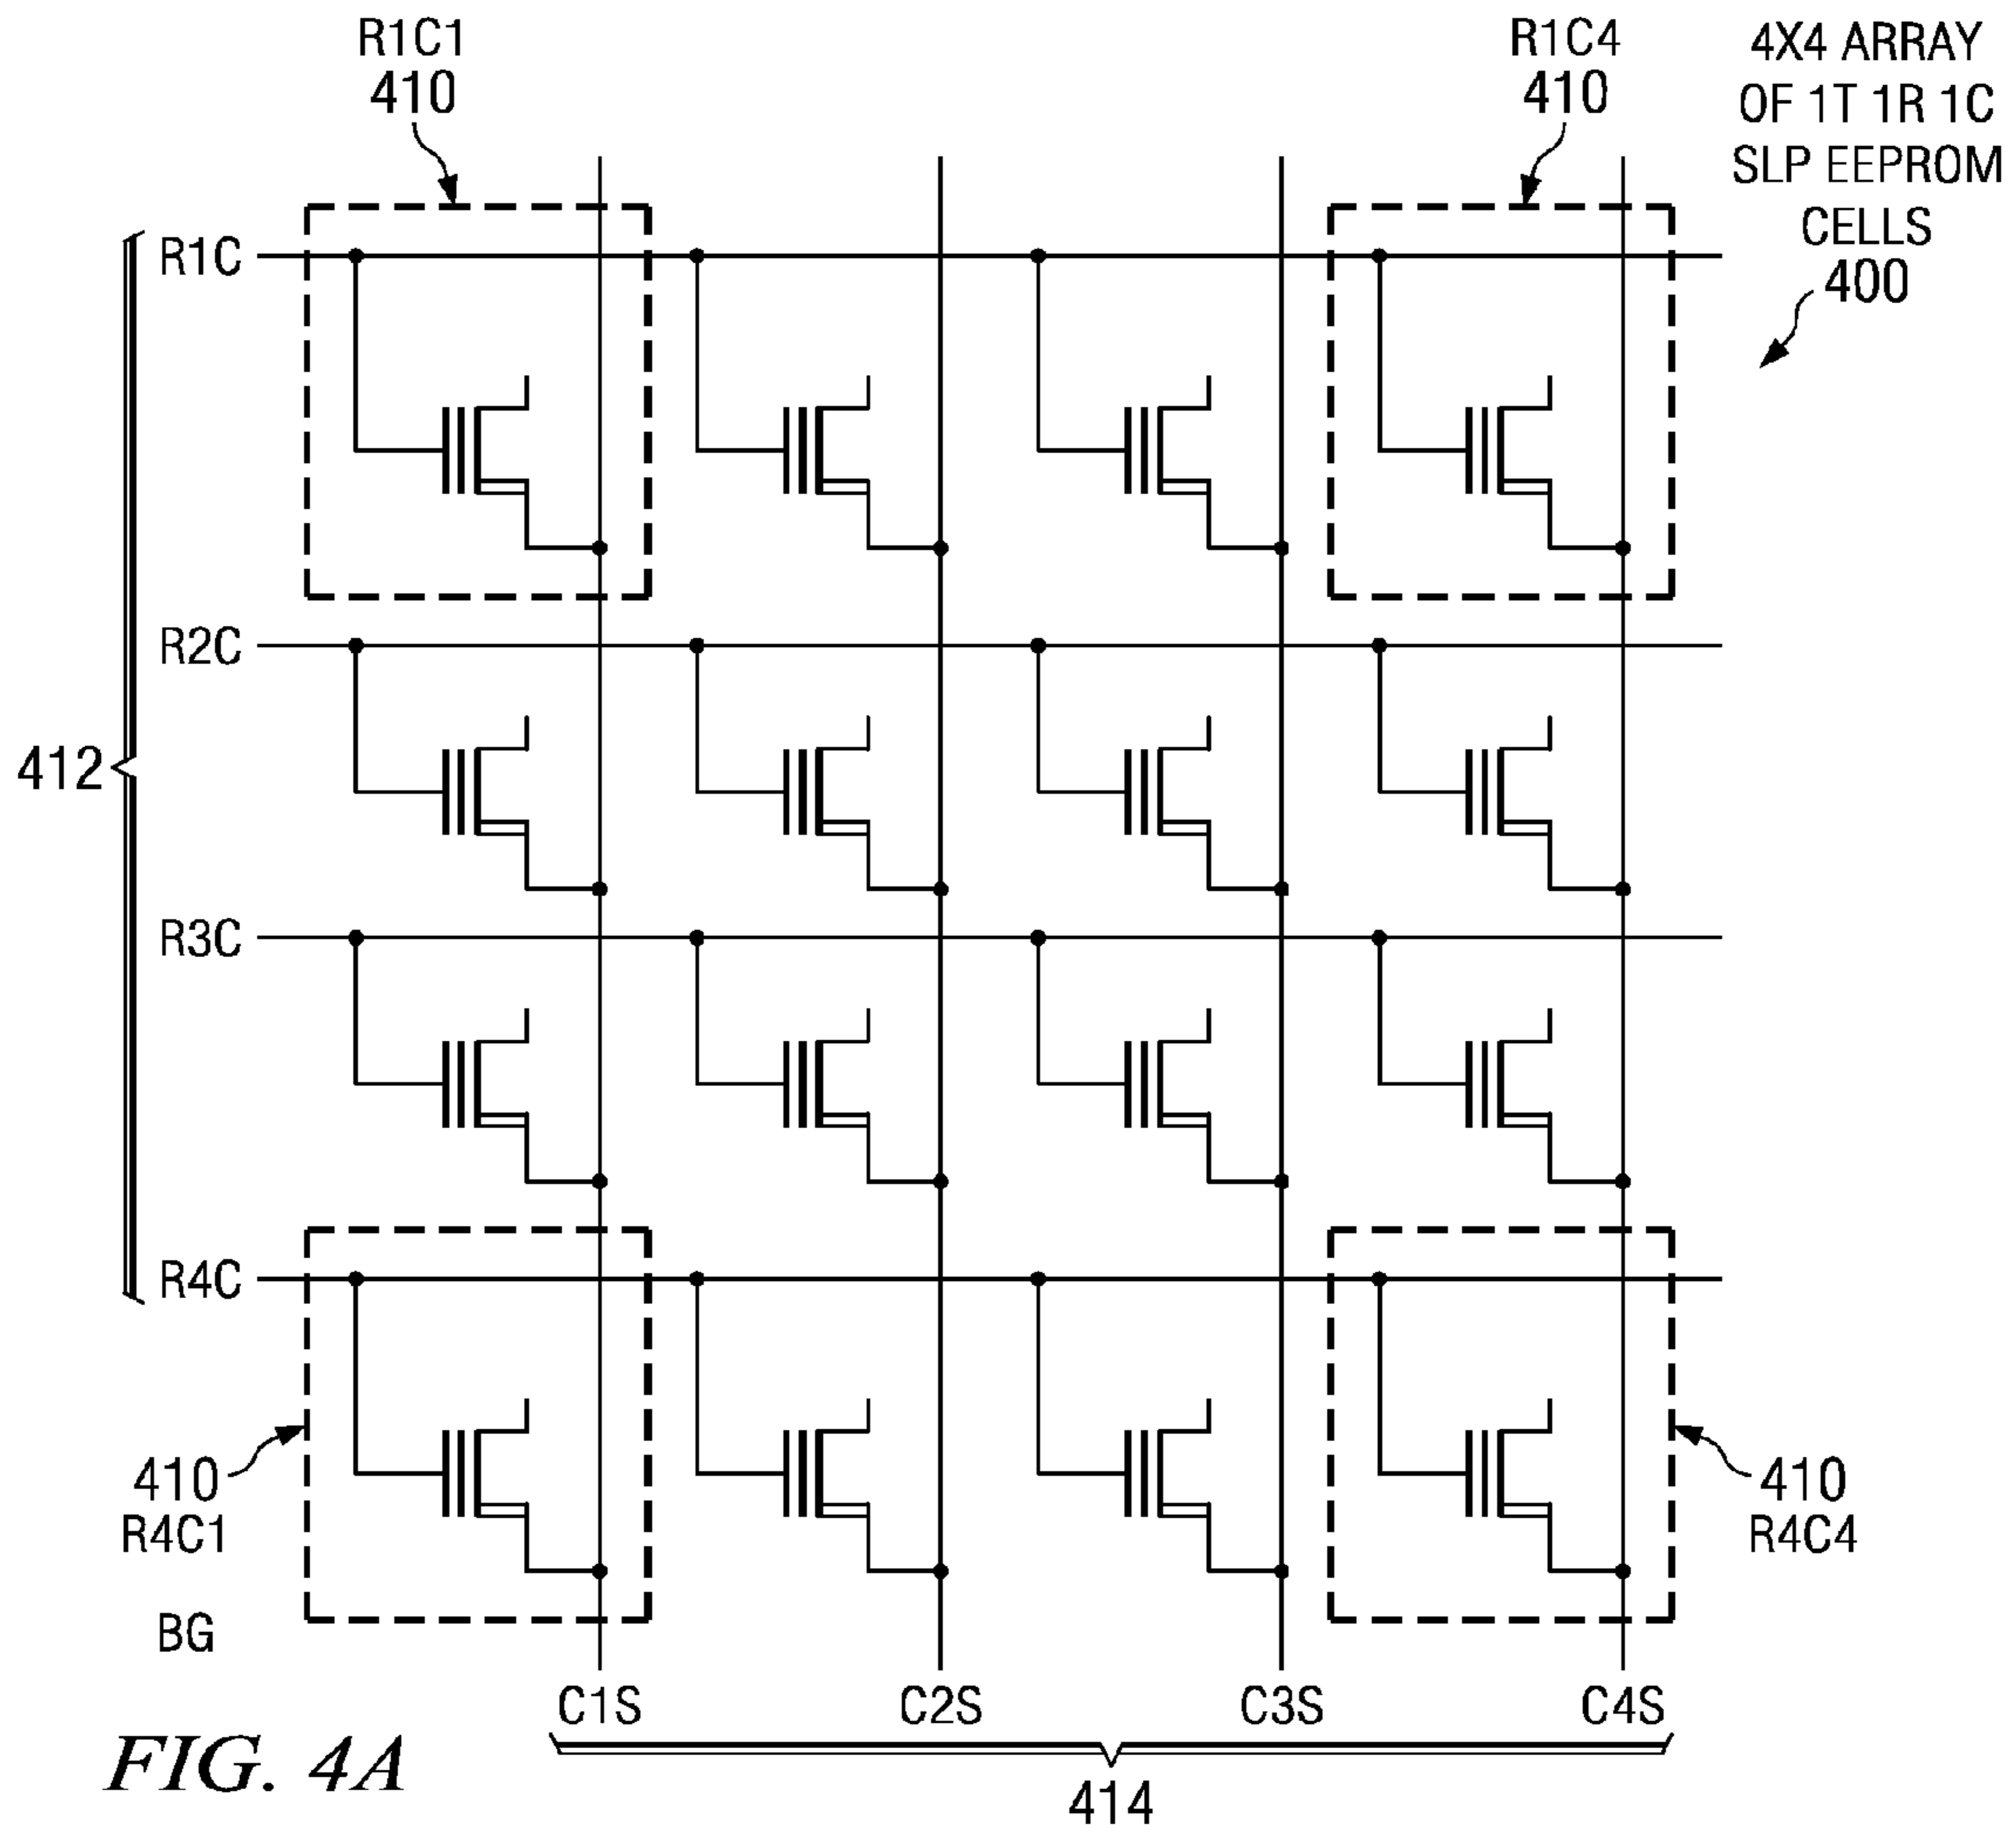 R1C1
410
R1C4
410
4X4 ARRAY
OF 1T 1R 1C
SLP EEPROM
CELLS
400
R1C
R2C
412
R3C
R4C
410
R4C1
410
R4C4
BG
C1S
C2S
C3S
C4S
FIG. 4A
414